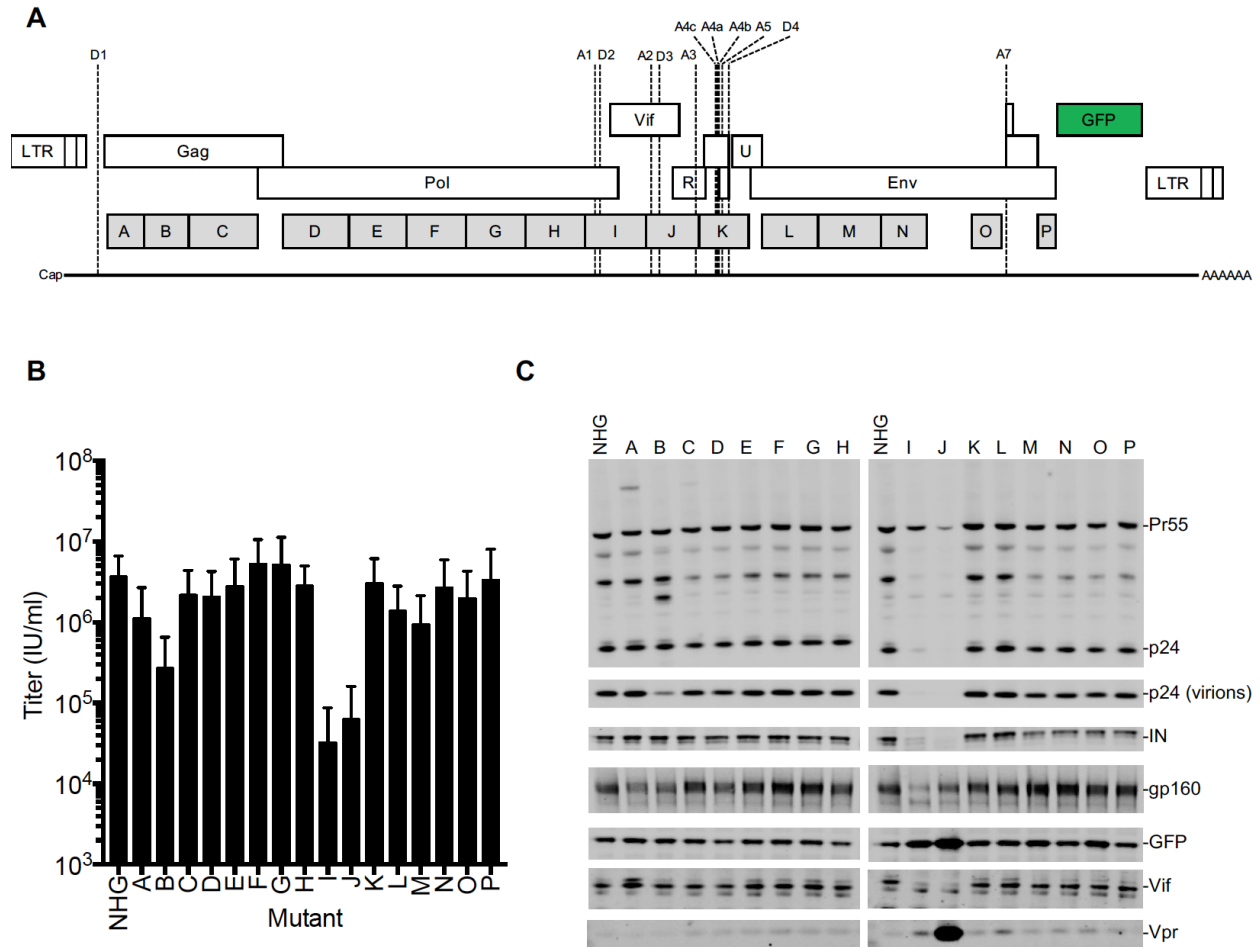 A
A4c A4a A4b A5 D4
D1 A1 D2 A2 D3 A3 A7
Vif GFP
LTR Gag U LTR
Pol R Env
A B C D E F G H I J K L M N O P
Cap AAAAAA
B
Titer (IU/ml)
10^8
10^7
10^6
10^5
10^4
10^3
NHG A B C D E F G H I J K L M N O P
Mutant
C
NHG A B C D E F G H NHG I J K L M N O P
-Pr55
-p24
-p24 (virions)
-IN
-gp160
-GFP
-Vif
-Vpr